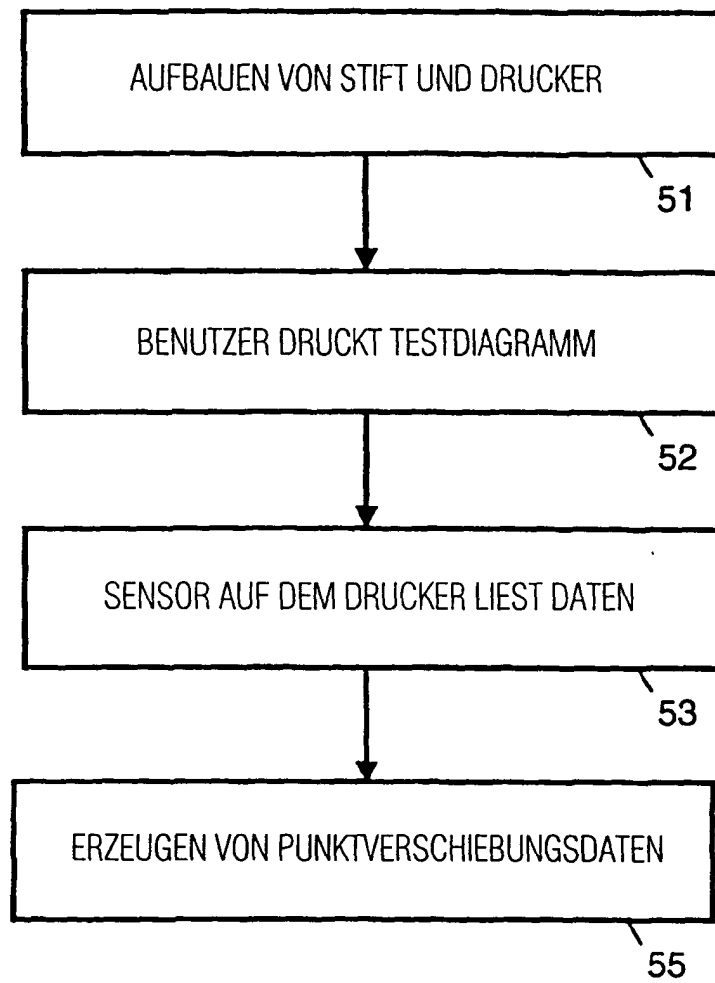 AUFBAUEN VON STIFT UND DRUCKER
51
BENUTZER DRUCKT TESTDIAGRAMM
52
SENSOR AUF DEM DRUCKER LIEST DATEN
53
ERZEUGEN VON PUNKTVERSCHIEBUNGSDATEN
55